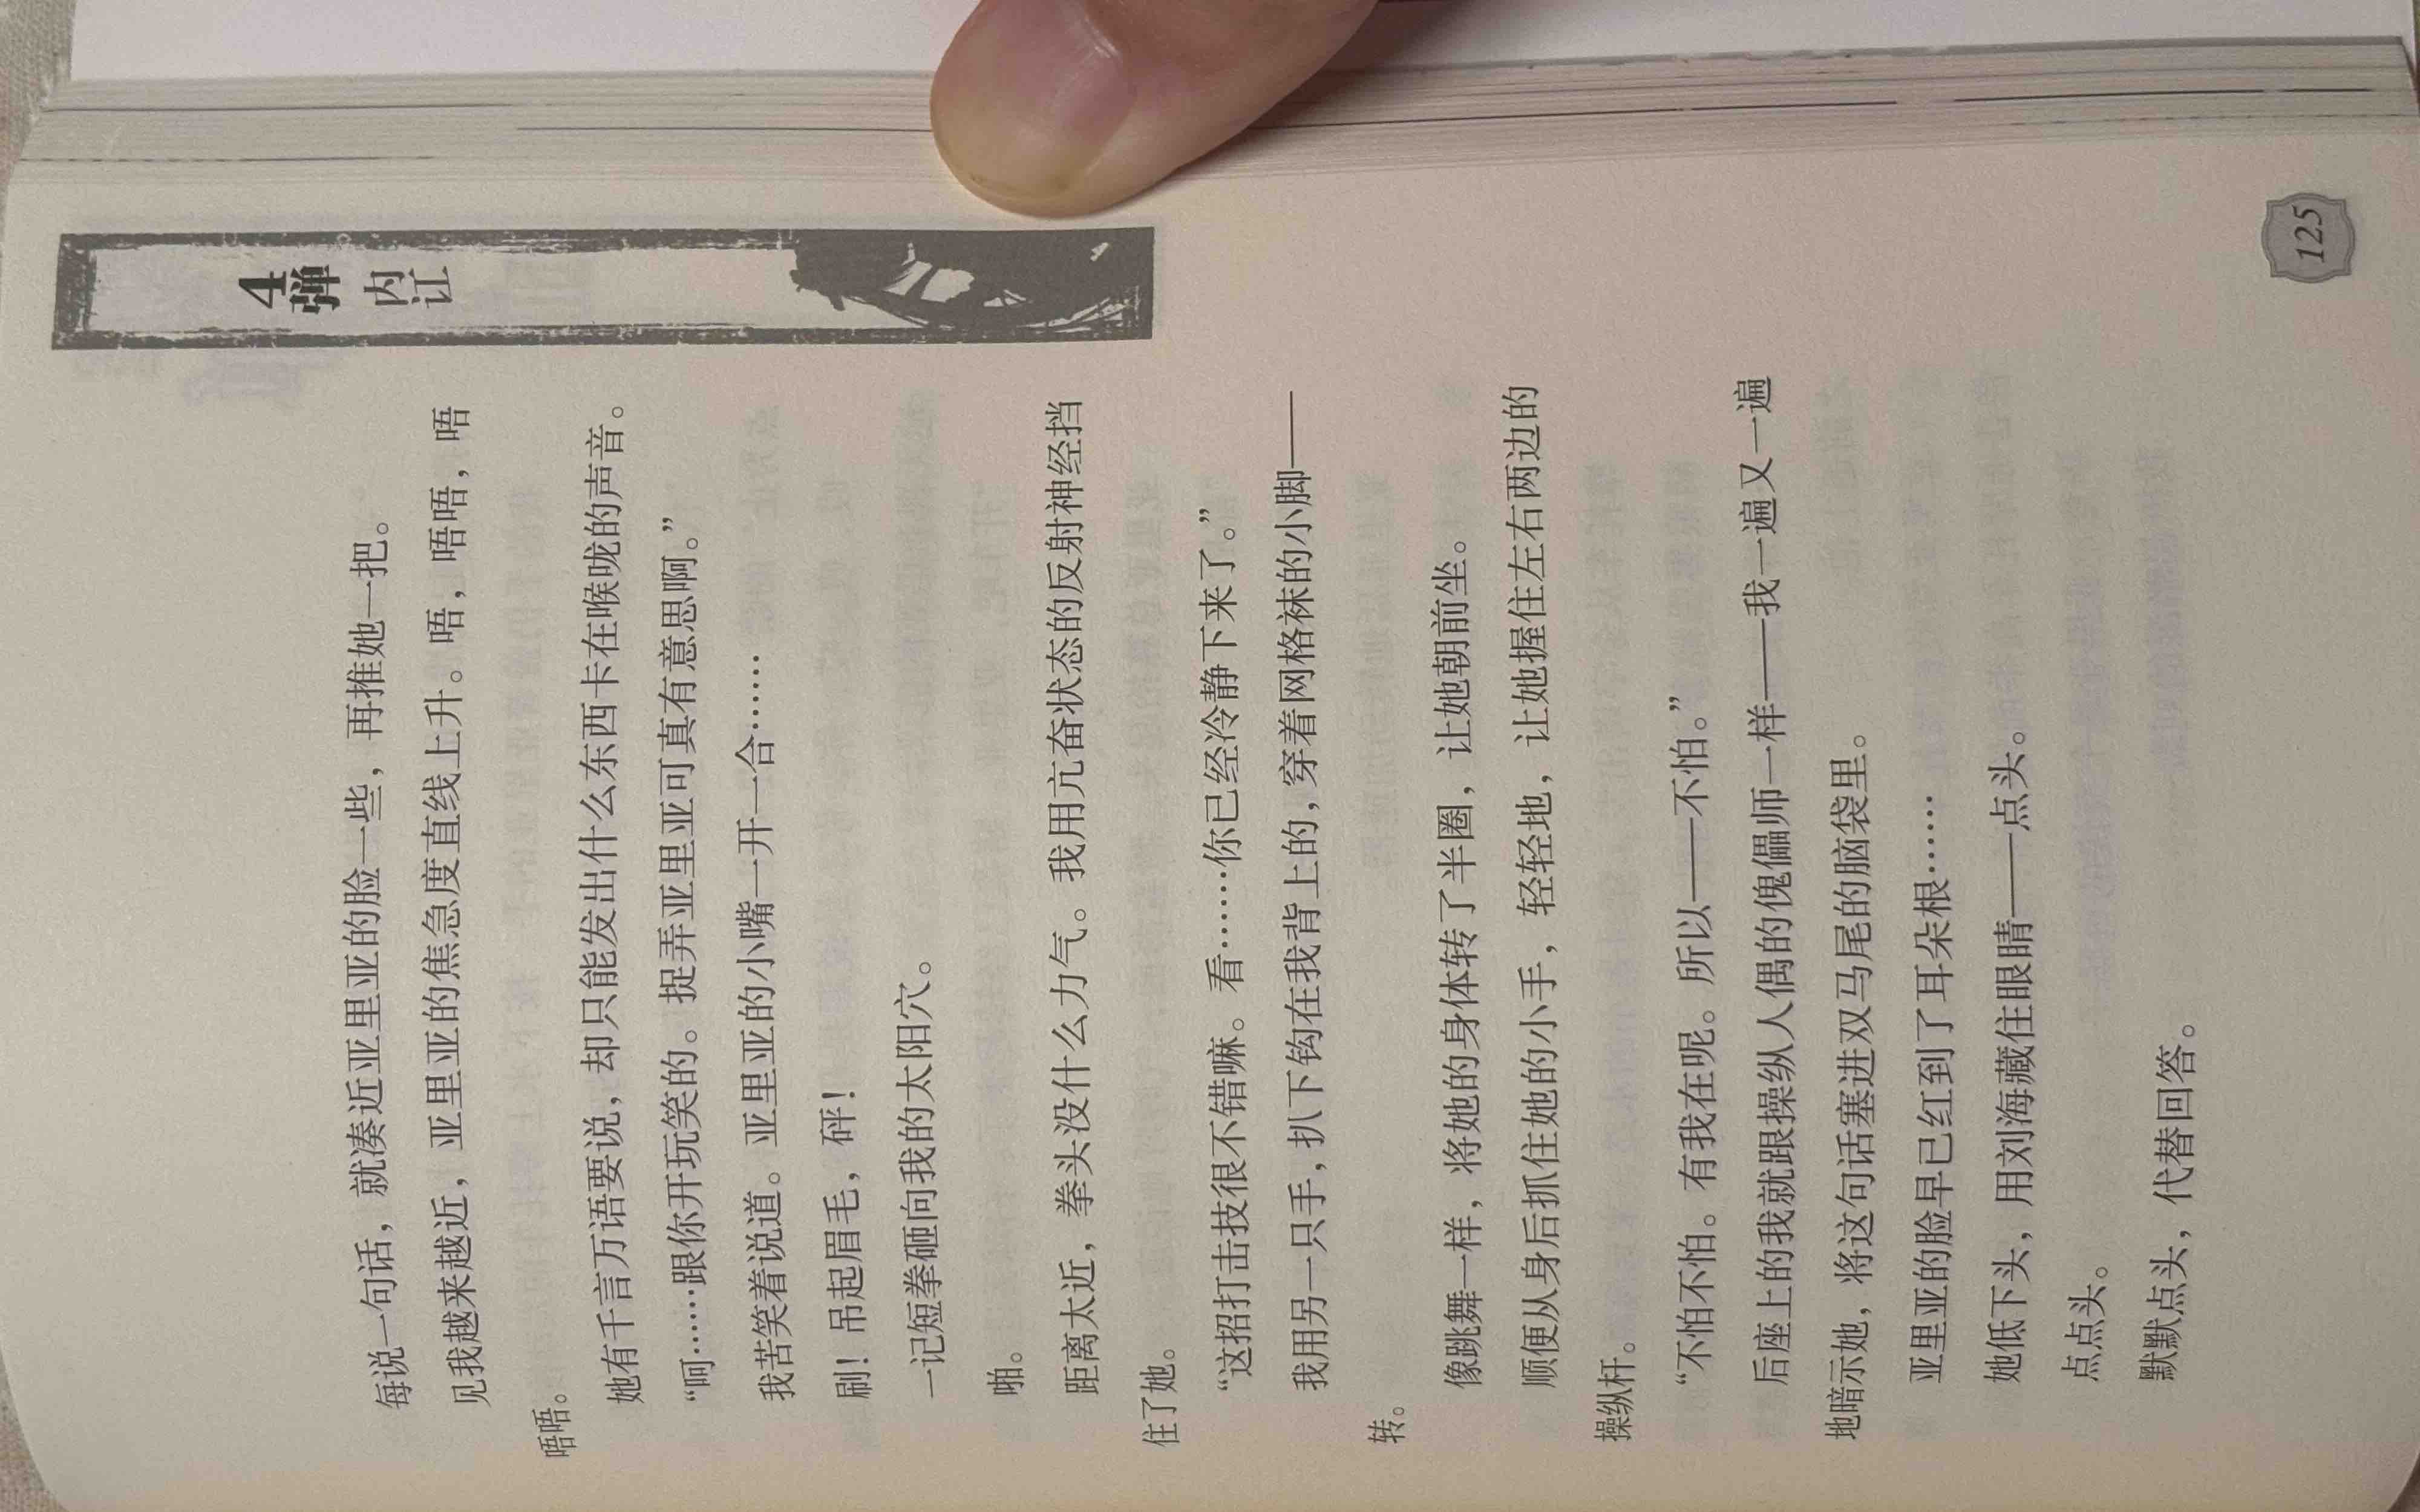 4弹 内讧
每说一句话，就凑近亚里亚的脸一些，再推她一把。
见我越来越近，亚里亚的焦急度直线上升。唔，唔唔，唔
唔唔。
她有千言万语要说，却只能发出什么东西卡在喉咙的声音。
“呵……跟你开玩笑的。捉弄亚里亚可真有意思啊。”
我苦笑着说道。亚里亚的小嘴一开一合……
刷！吊起眉毛，砰！
一记短拳砸向我的太阳穴。
啪。
距离太近，拳头没什么力气。我用亢奋状态的反射神经挡
住了她。
“这招打击技很不错嘛。看……你已经冷静下来了。”
我用另一只手，扒下钩在我背上的，穿着网格袜的小脚——
转。
像跳舞一样，将她的身体转了半圈，让她朝前坐。
顺便从身后抓住她的小手，轻轻地，让她握住左右两边的
操纵杆。
“不怕不怕。有我在呢。所以——不怕。”
后座上的我就跟操纵人偶的傀儡师一样——我一遍又一遍
地暗示她，将这句话塞进双马尾的脑袋里。
亚里亚的脸早已红到了耳朵根……
她低下头，用刘海藏住眼睛——点头。
点点头。
默默点头，代替回答。
125